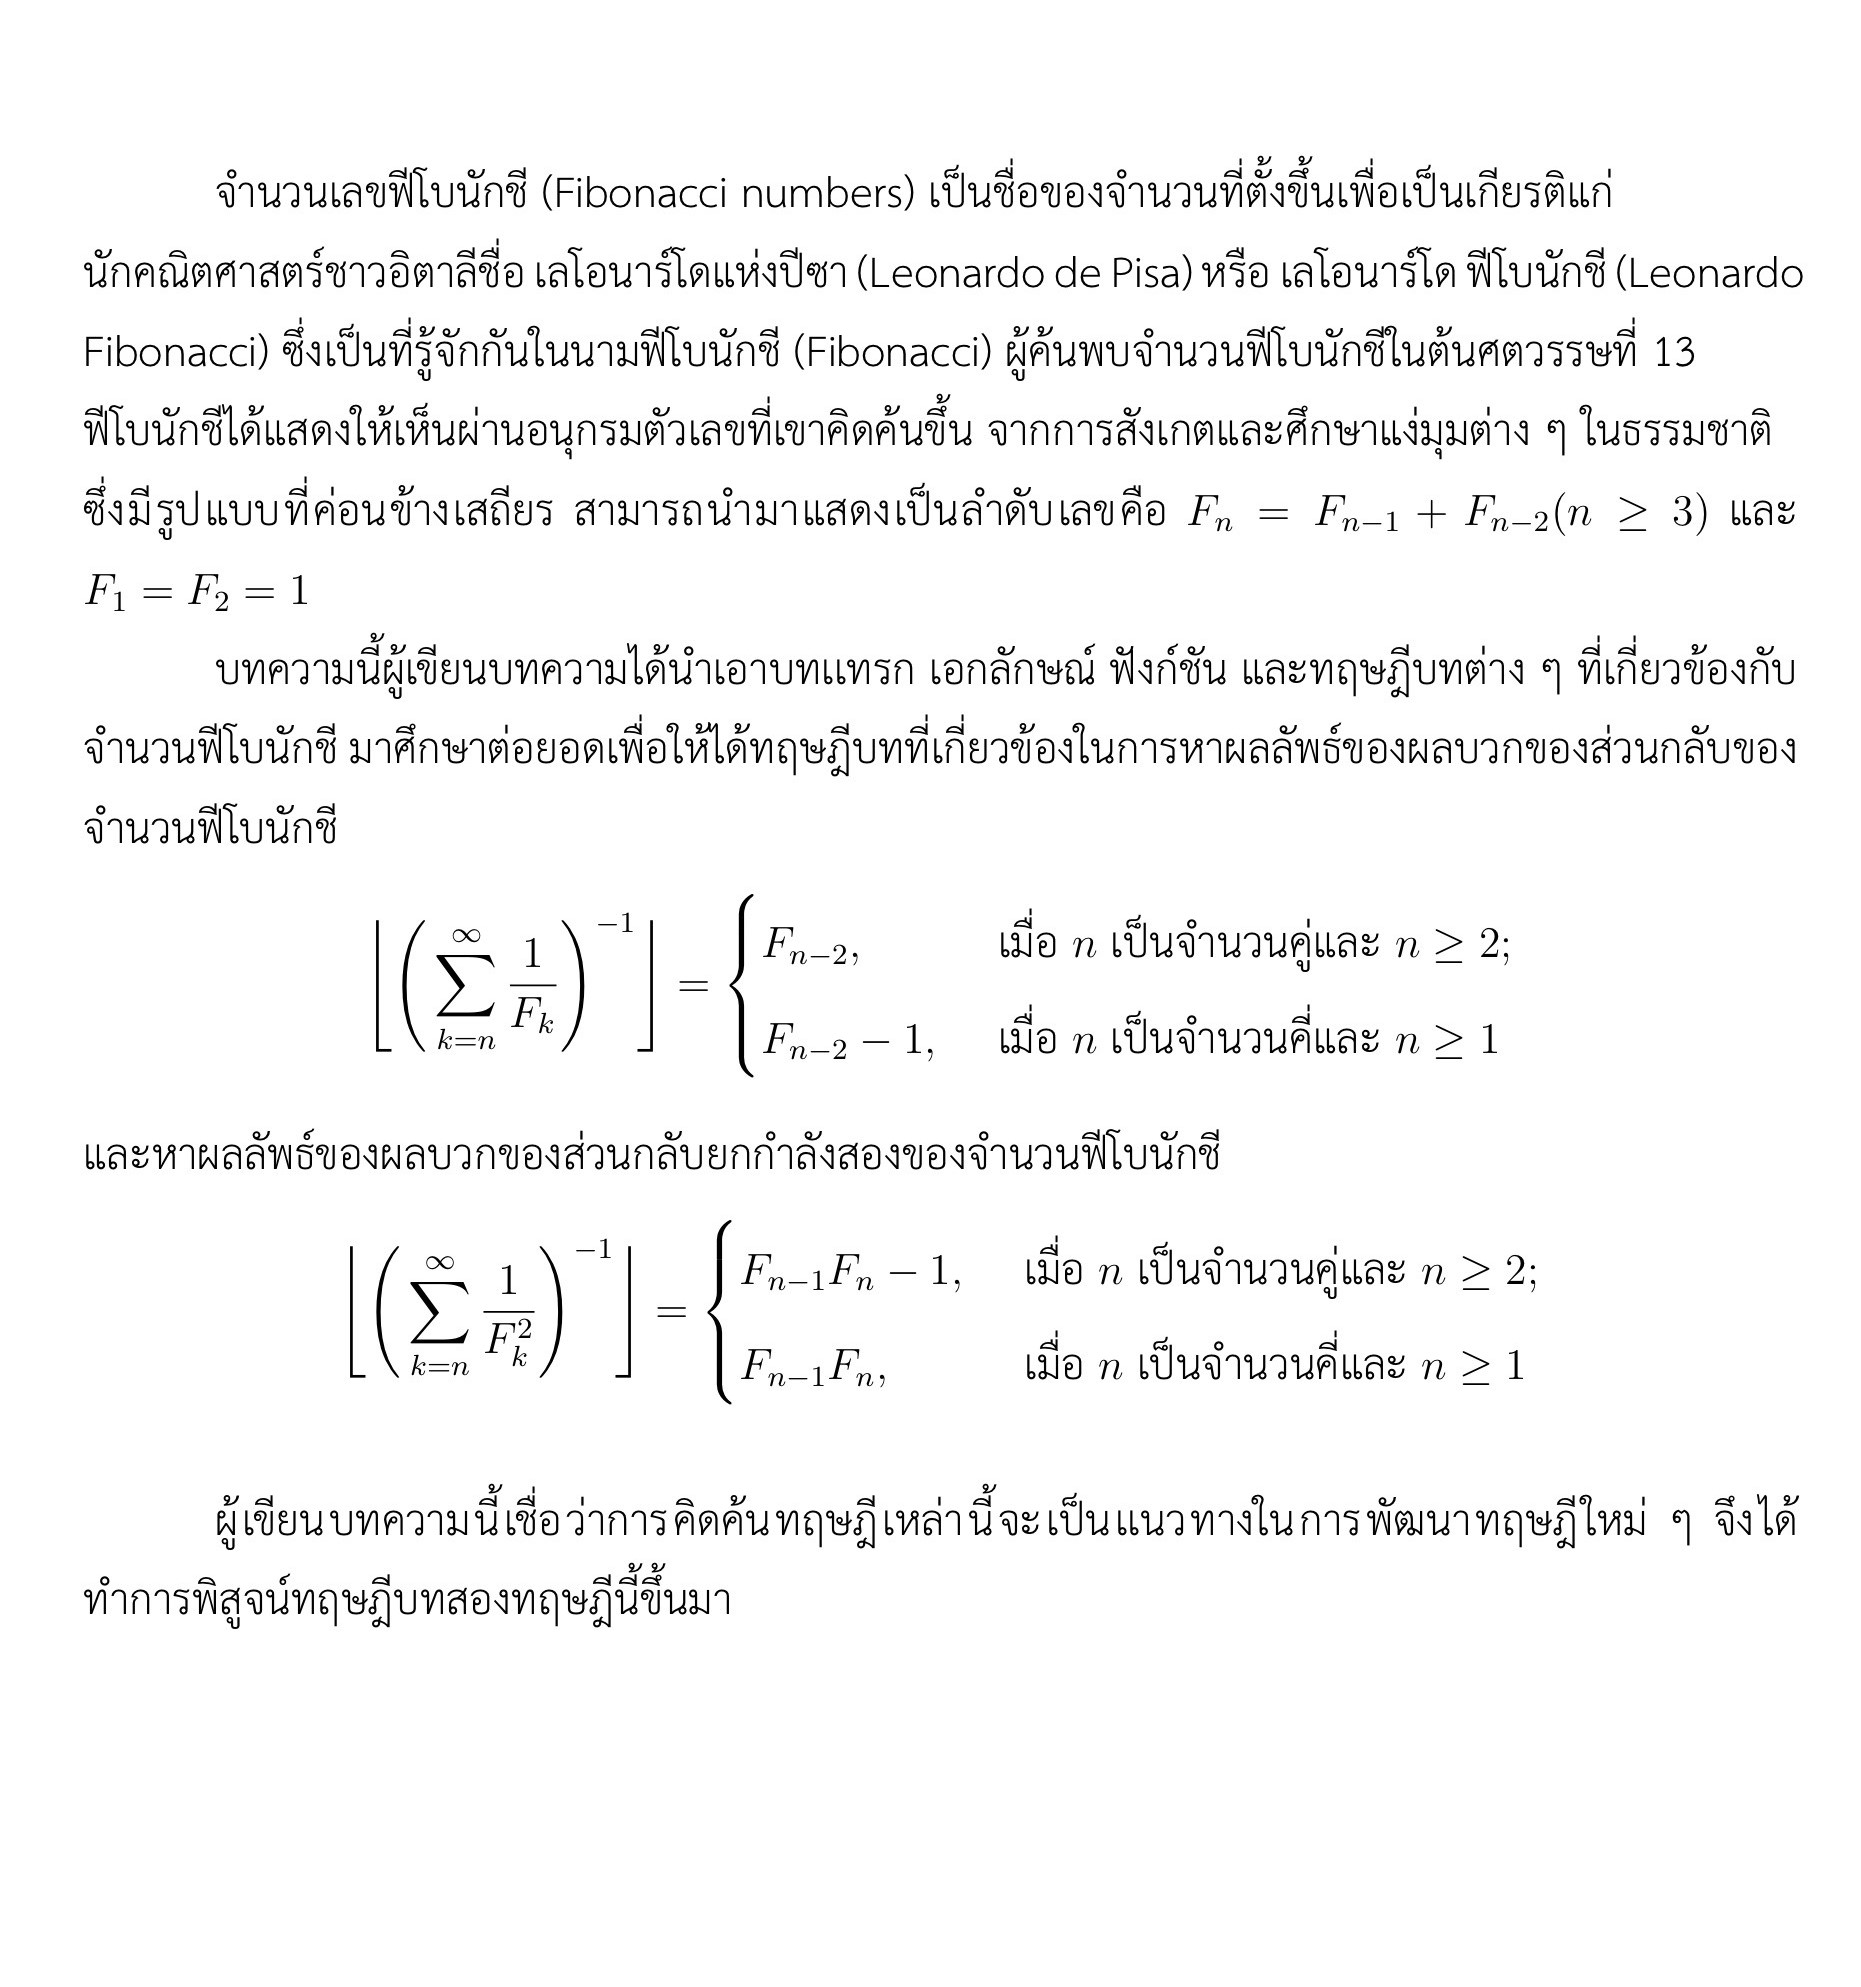 จำนวนเลขฟีโบนักชี (Fibonacci numbers) เป็นชื่อของจำนวนที่ตั้งขึ้นเพื่อเป็นเกียรติแก่
นักคณิตศาสตร์ชาวอิตาลีชื่อ เลโอนาร์โดแห่งปีซา (Leonardo de Pisa) หรือ เลโอนาร์โด ฟีโบนักชี (Leonardo
Fibonacci) ซึ่งเป็นที่รู้จักกันในนามฟีโบนักชี (Fibonacci) ผู้ค้นพบจำนวนฟีโบนักชีในต้นศตวรรษที่ 13
ฟีโบนักชีได้แสดงให้เห็นผ่านอนุกรมตัวเลขที่เขาคิดค้นขึ้น จากการสังเกตและศึกษาแง่มุมต่าง ๆ ในธรรมชาติ
ซึ่งมีรูปแบบที่ค่อนข้างเสถียร สามารถนำมาแสดงเป็นลำดับเลขคือ $F_n = F_{n-1} + F_{n-2}(n \geq 3)$ และ
$F_1 = F_2 = 1$
บทความนี้ผู้เขียนบทความได้นำเอาบทแทรก เอกลักษณ์ ฟังก์ชัน และทฤษฎีบทต่าง ๆ ที่เกี่ยวข้องกับ
จำนวนฟีโบนักชี มาศึกษาต่อยอดเพื่อให้ได้ทฤษฎีบทที่เกี่ยวข้องในการหาผลลัพธ์ของผลบวกของส่วนกลับของ
จำนวนฟีโบนักชี
$\left\lfloor \left( \sum_{k=n}^{\infty} \frac{1}{F_k} \right)^{-1} \right\rfloor = \begin{cases} F_{n-2}, & \text{เมื่อ } n \text{ เป็นจำนวนคู่และ } n \geq 2; \\ F_{n-2} - 1, & \text{เมื่อ } n \text{ เป็นจำนวนคี่และ } n \geq 1 \end{cases}$
และหาผลลัพธ์ของผลบวกของส่วนกลับยกกำลังสองของจำนวนฟีโบนักชี
$\left\lfloor \left( \sum_{k=n}^{\infty} \frac{1}{F_k^2} \right)^{-1} \right\rfloor = \begin{cases} F_{n-1}F_n - 1, & \text{เมื่อ } n \text{ เป็นจำนวนคู่และ } n \geq 2; \\ F_{n-1}F_n, & \text{เมื่อ } n \text{ เป็นจำนวนคี่และ } n \geq 1 \end{cases}$
ผู้เขียนบทความนี้เชื่อว่าการคิดค้นทฤษฎีเหล่านี้จะเป็นแนวทางในการพัฒนาทฤษฎีใหม่ ๆ จึงได้
ทำการพิสูจน์ทฤษฎีบทสองทฤษฎีนี้ขึ้นมา